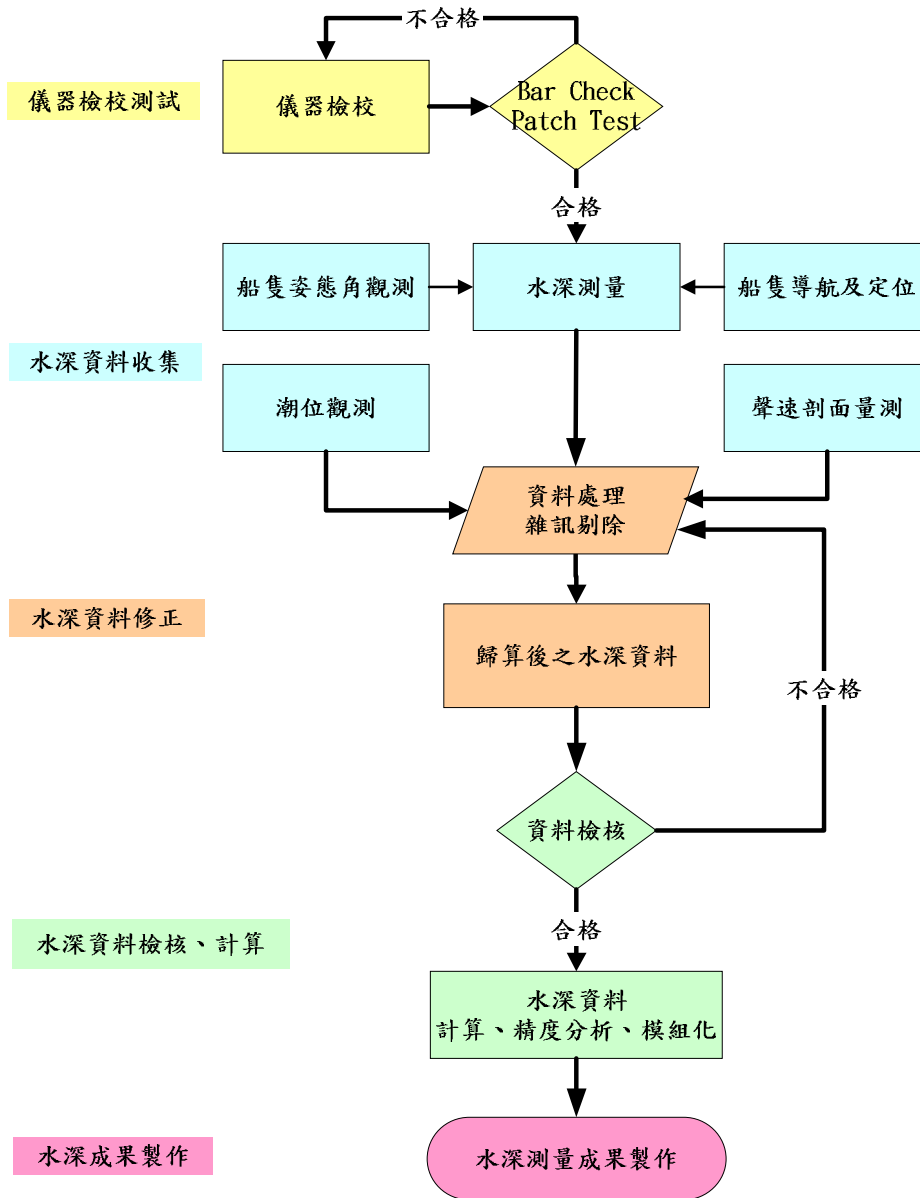 不合格
儀器檢校測試
儀器檢校
Bar Check
Patch Test
合格
船隻姿態角觀測
水深測量
船隻導航及定位
水深資料收集
潮位觀測
聲速剖面量測
資料處理
雜訊剔除
水深資料修正
歸算後之水深資料
不合格
資料檢核
合格
水深資料檢核、計算
水深資料
計算、精度分析、模組化
水深成果製作
水深測量成果製作